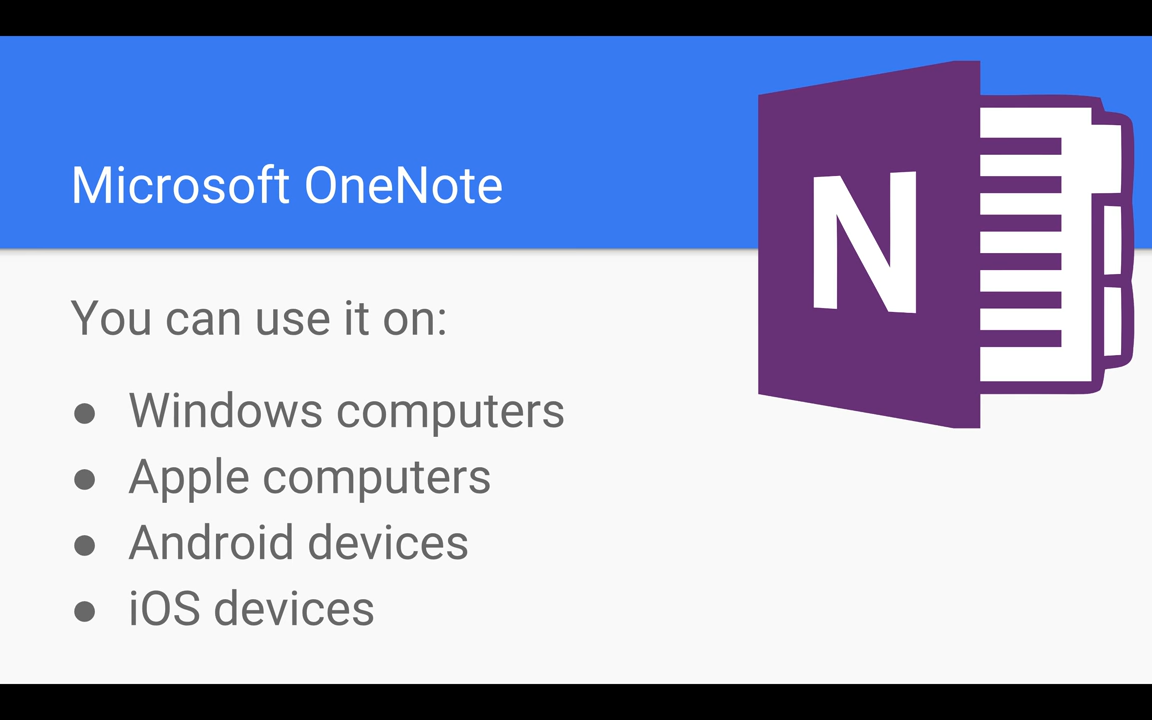 Microsoft OneNote
N
You can use it on:
● Windows computers
● Apple computers
● Android devices
● iOS devices